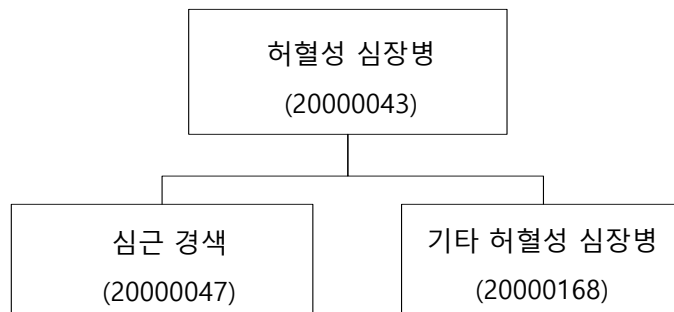 허혈성 심장병
(20000043)
심근 경색
(20000047)
기타 허혈성 심장병
(20000168)